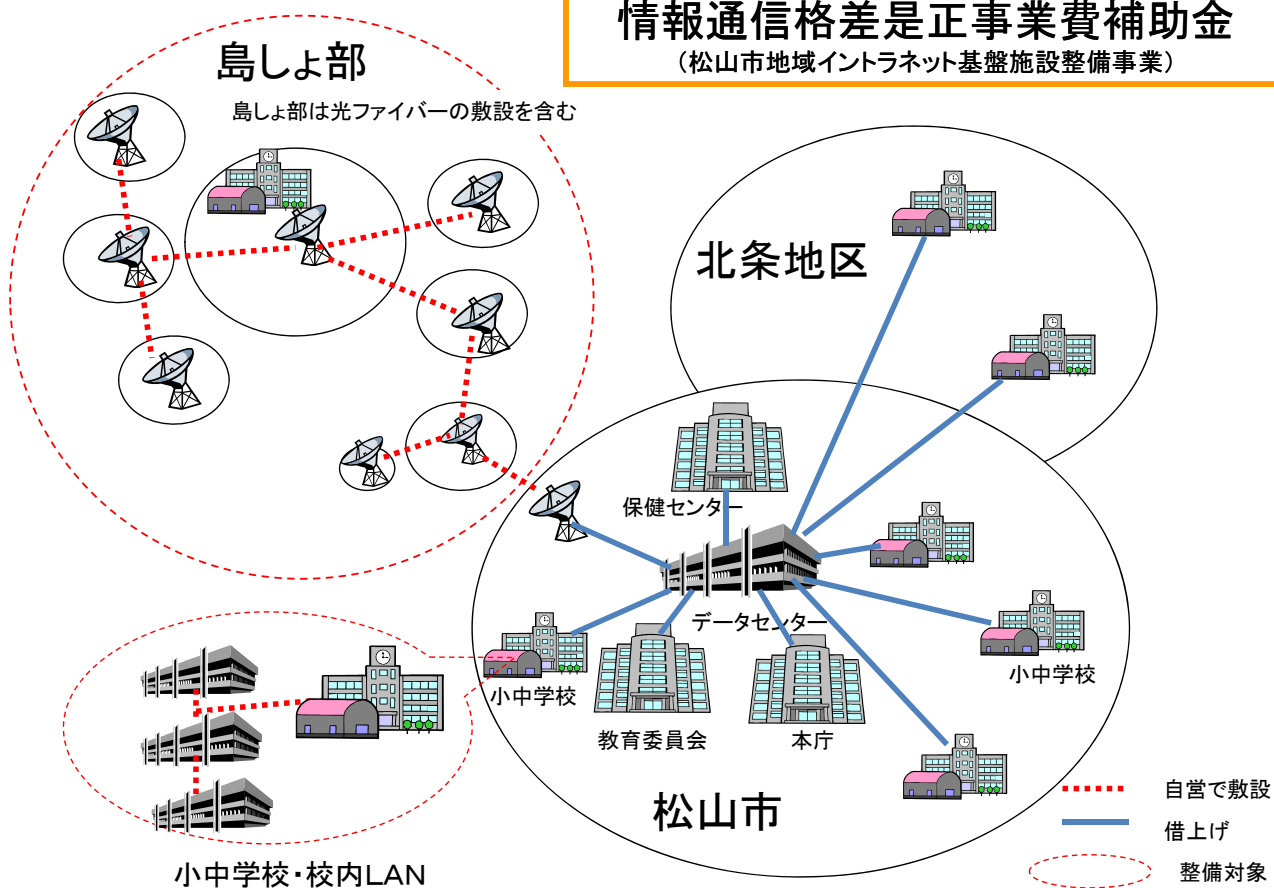 情報通信格差是正事業費補助金
(松山市地域イントラネット基盤施設整備事業)
島しょ部
島しょ部は光ファイバーの敷設を含む
北条地区
保健センター
データセンター
小中学校
小中学校
教育委員会
本庁
松山市
小中学校・校内LAN
自営で敷設
借上げ
整備対象